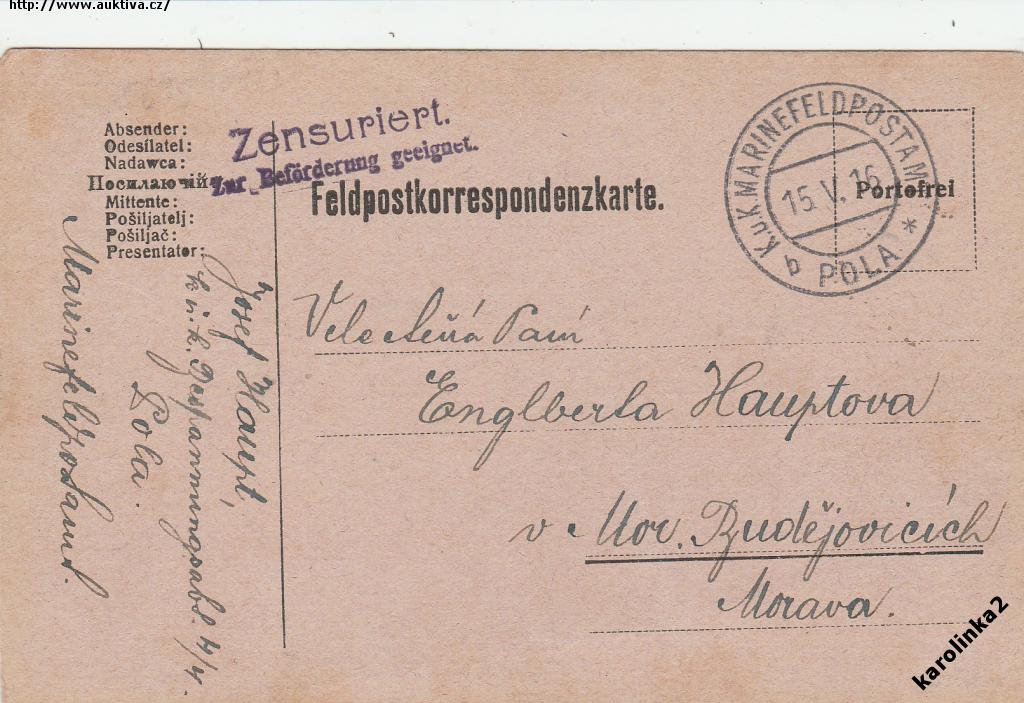 http://www.auktiva.cz/
Absender:
Odesílatel:
Nadawca:
Посилаючий
Mittente:
Pošiljatelj:
Pošiljač:
Presentator:
Zensuriert.
Zur Beförderung geeignet.
Feldpostkorrespondenzkarte.
K.u.K. MARINEFELDPOSTAMT
15.V.16
b POLA *
Portofrei
Josef Haupt,
k. u. k. Bespannungsabt. 4/4.
Pola.
Marinefeldpostamt.
Velectěná Paní
Englberta Hauptova
v Mor. Budějovicích
Morava.
karolinka2